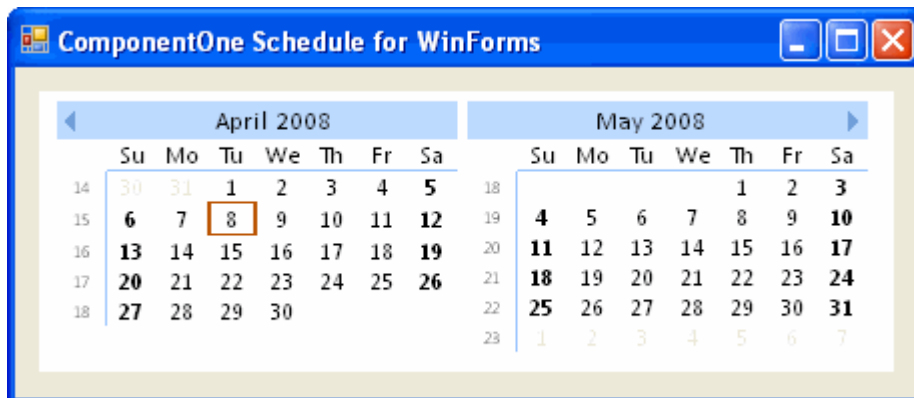 ComponentOne Schedule for WinForms
April 2008
Su Mo Tu We Th Fr Sa
14 30 31 1 2 3 4 5
15 6 7 8 9 10 11 12
16 13 14 15 16 17 18 19
17 20 21 22 23 24 25 26
18 27 28 29 30
May 2008
Su Mo Tu We Th Fr Sa
18 1 2 3
19 4 5 6 7 8 9 10
20 11 12 13 14 15 16 17
21 18 19 20 21 22 23 24
22 25 26 27 28 29 30 31
23 1 2 3 4 5 6 7